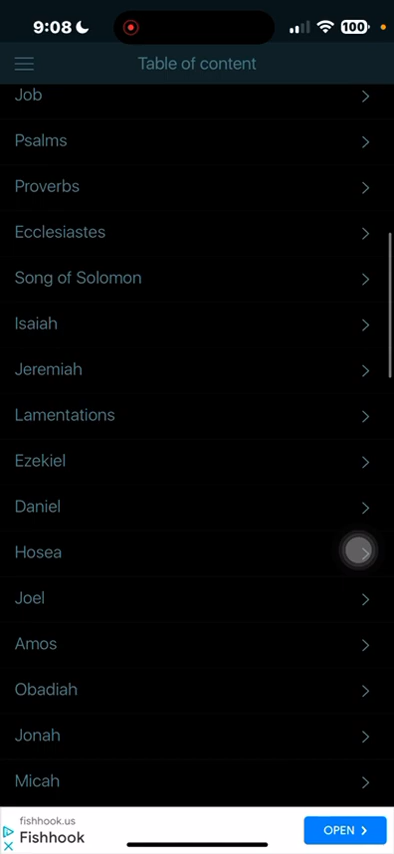 9:08
100
Table of content
Job
Psalms
Proverbs
Ecclesiastes
Song of Solomon
Isaiah
Jeremiah
Lamentations
Ezekiel
Daniel
Hosea
Joel
Amos
Obadiah
Jonah
Micah
fishhook.us
Fishhook
OPEN